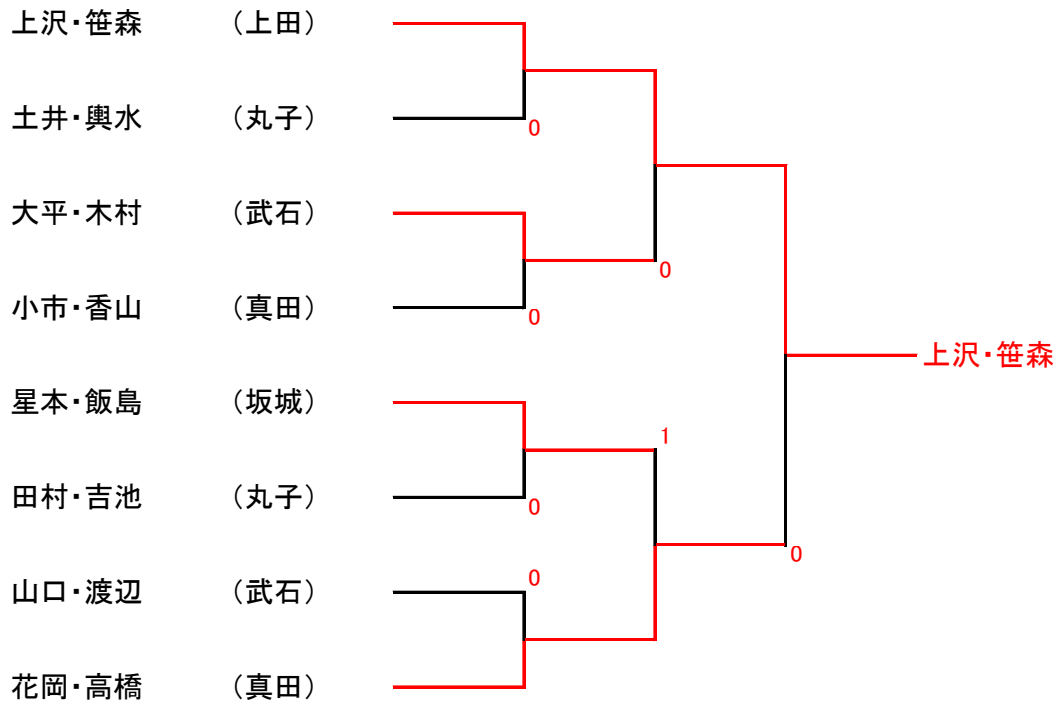 上沢・笹森 （上田）
土井・輿水 （丸子）
0
大平・木村 （武石）
0
小市・香山 （真田）
0
上沢・笹森
星本・飯島 （坂城）
1
田村・吉池 （丸子）
0
0
0
山口・渡辺 （武石）
花岡・高橋 （真田）